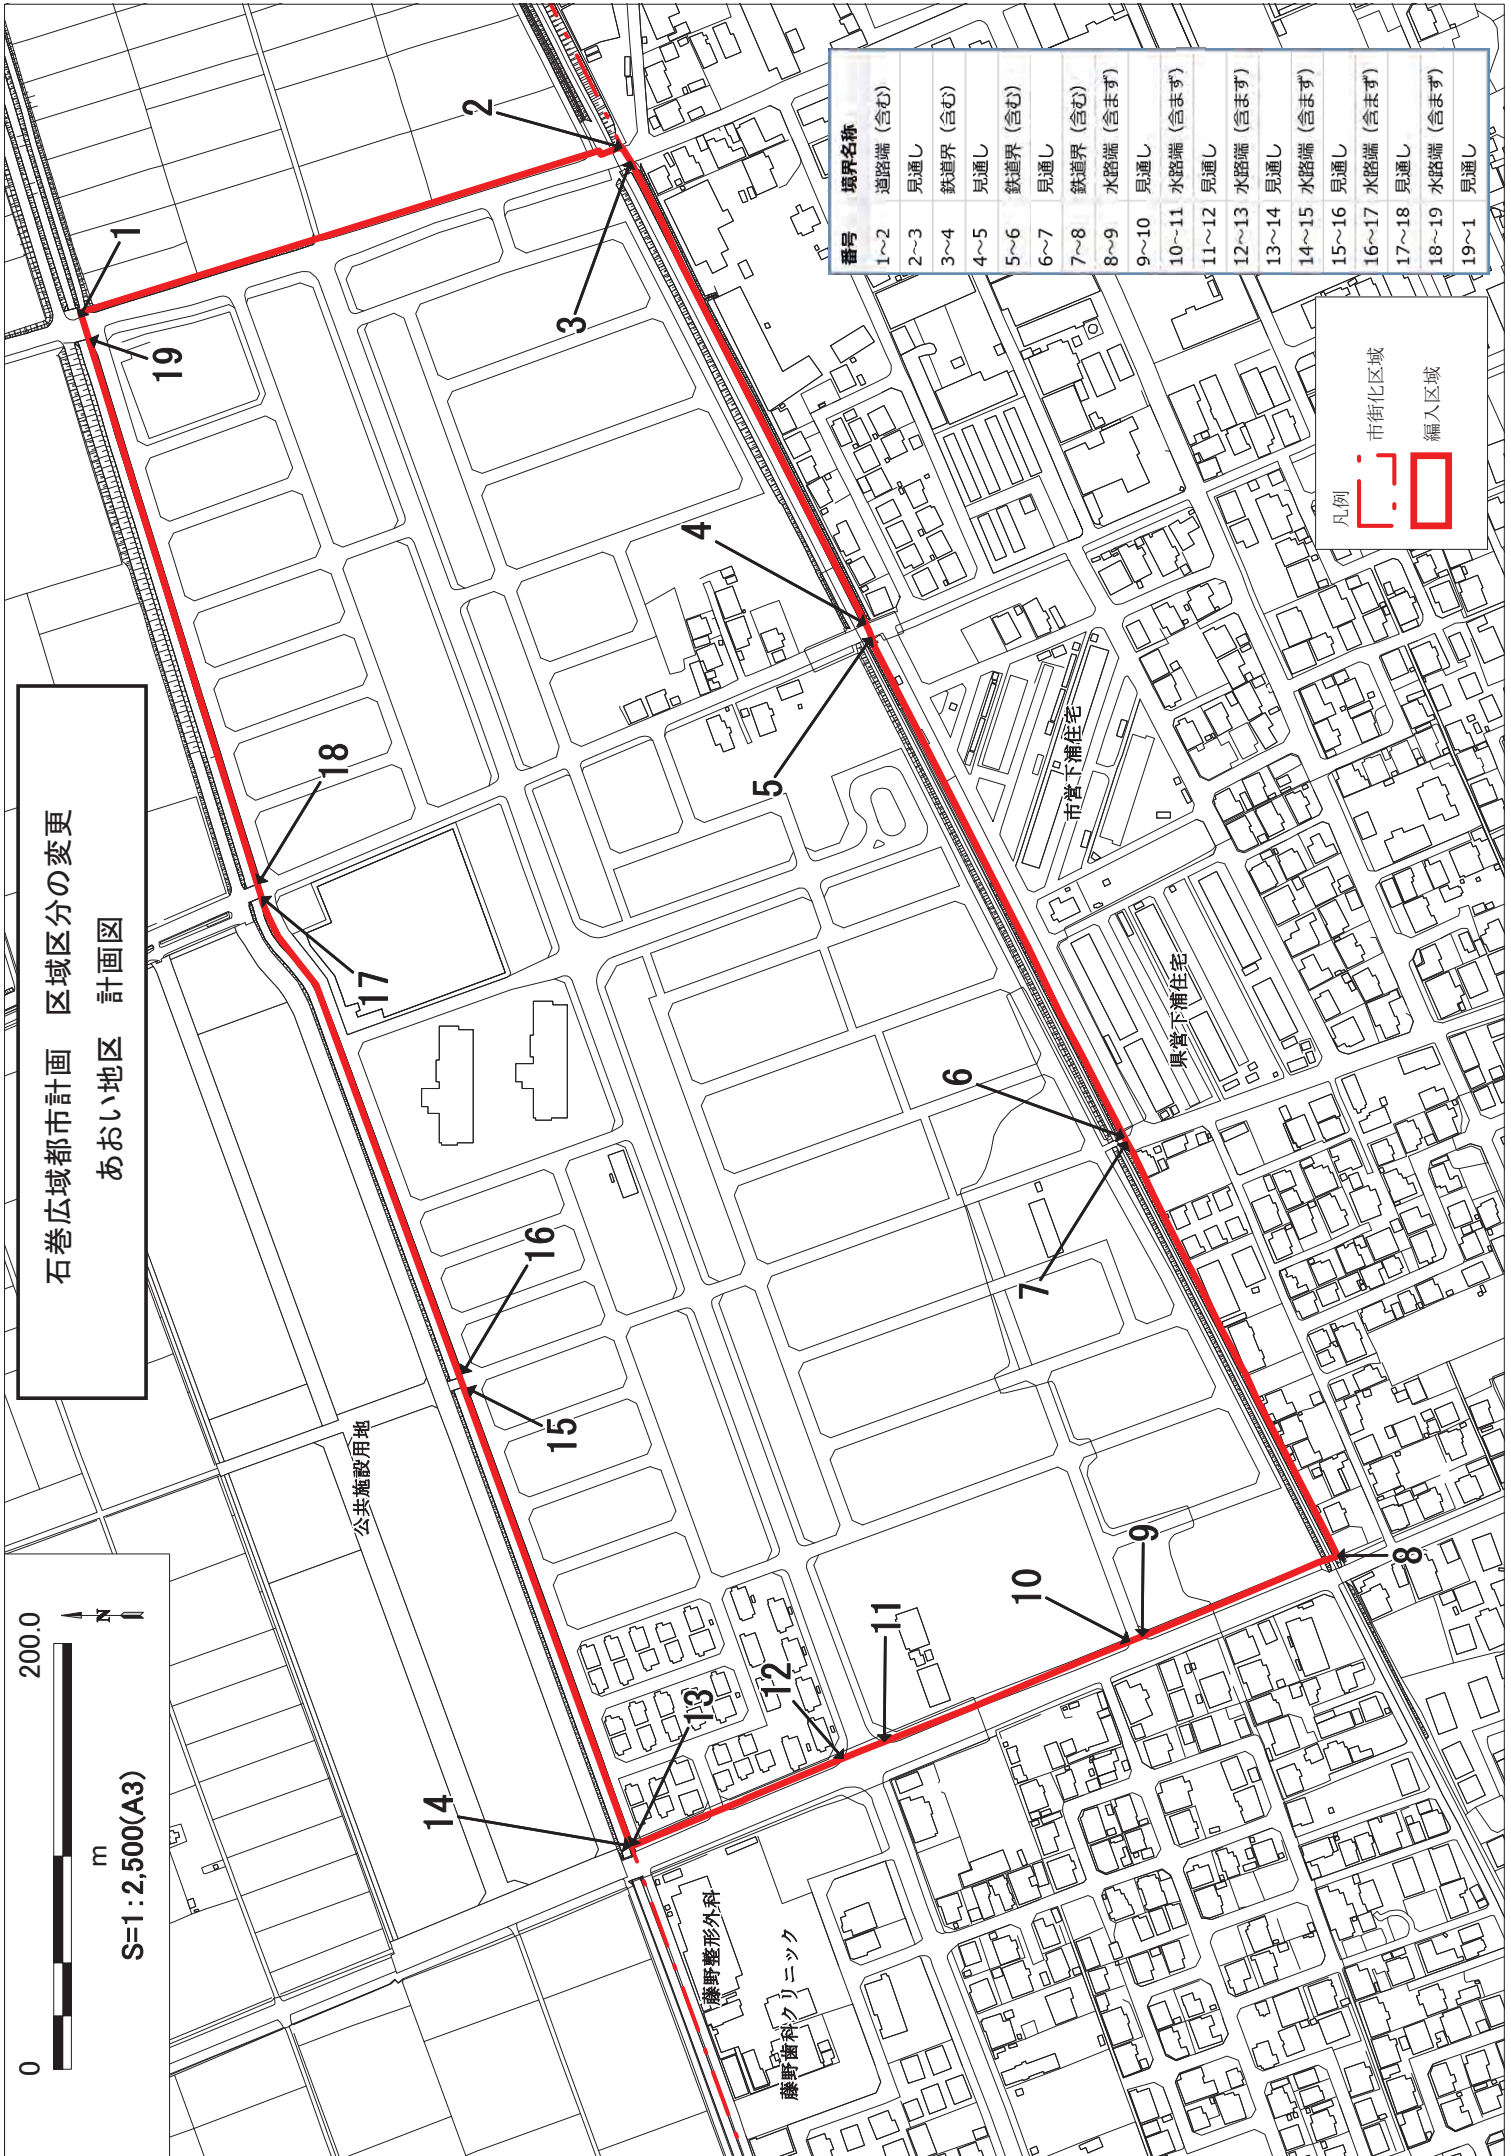 石巻広域都市計画　区域区分の変更
あおい地区　計画図
0 200.0
m
S=1:2,500(A3)
N
公共施設用地
藤野整形外科
藤野歯科クリニック
市営下浦住宅
県営下浦住宅
1
2
3
4
5
6
7
8
9
10
11
12
13
14
15
16
17
18
19
番号 境界名称
1～2 道路端（含む）
2～3 見通し
3～4 鉄道界（含む）
4～5 見通し
5～6 鉄道界（含む）
6～7 見通し
7～8 鉄道界（含む）
8～9 水路端（含まず）
9～10 見通し
10～11 水路端（含まず）
11～12 見通し
12～13 水路端（含まず）
13～14 見通し
14～15 水路端（含まず）
15～16 見通し
16～17 水路端（含まず）
17～18 見通し
18～19 水路端（含まず）
19～1 見通し
凡例
市街化区域
編入区域